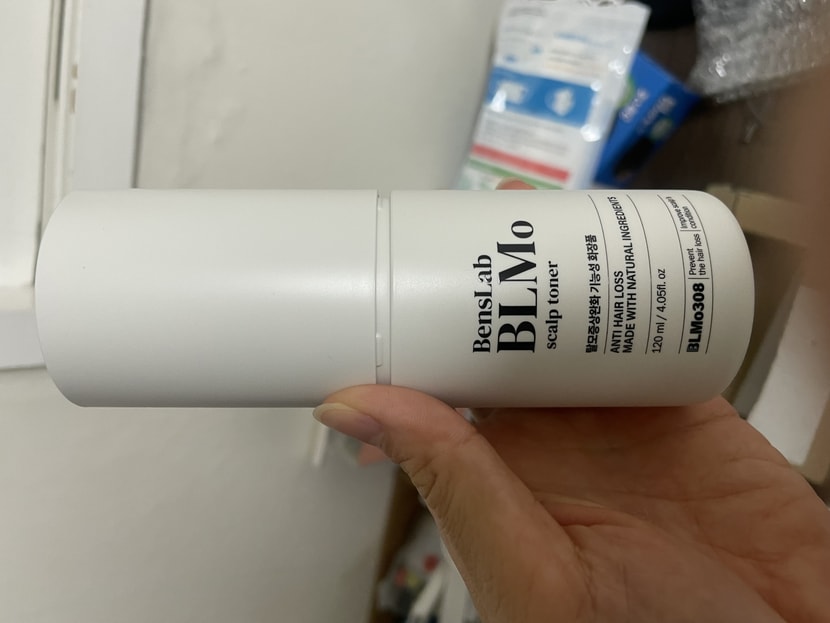 BensLab
BLMo
scalp toner
탈모증상완화 기능성 화장품
ANTI HAIR LOSS
MADE WITH NATURAL INGREDIENTS
120 ml / 4.05fl. oz
BLMo308
Prevent
the hair loss
condition